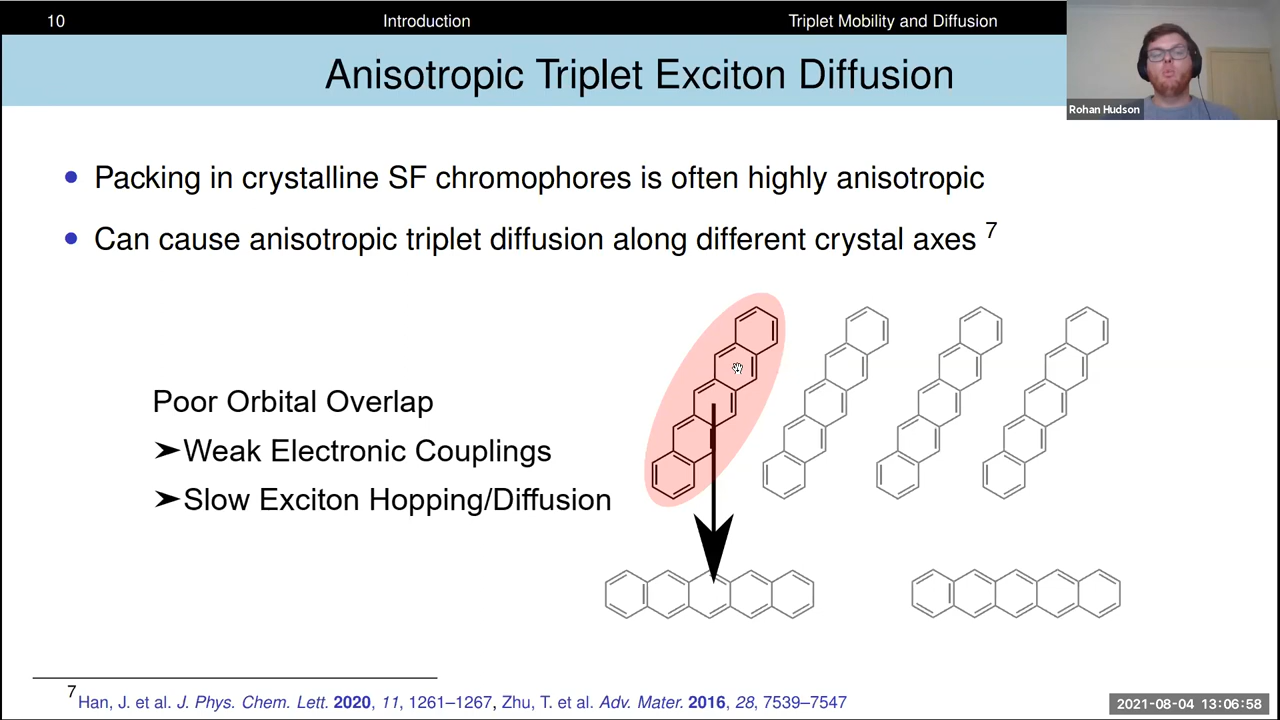 10 Introduction Triplet Mobility and Diffusion
Anisotropic Triplet Exciton Diffusion
Rohan Hudson
• Packing in crystalline SF chromophores is often highly anisotropic
• Can cause anisotropic triplet diffusion along different crystal axes 7
Poor Orbital Overlap
➤Weak Electronic Couplings
➤Slow Exciton Hopping/Diffusion
7 Han, J. et al. J. Phys. Chem. Lett. 2020, 11, 1261–1267, Zhu, T. et al. Adv. Mater. 2016, 28, 7539–7547
2021-08-04 13:06:58